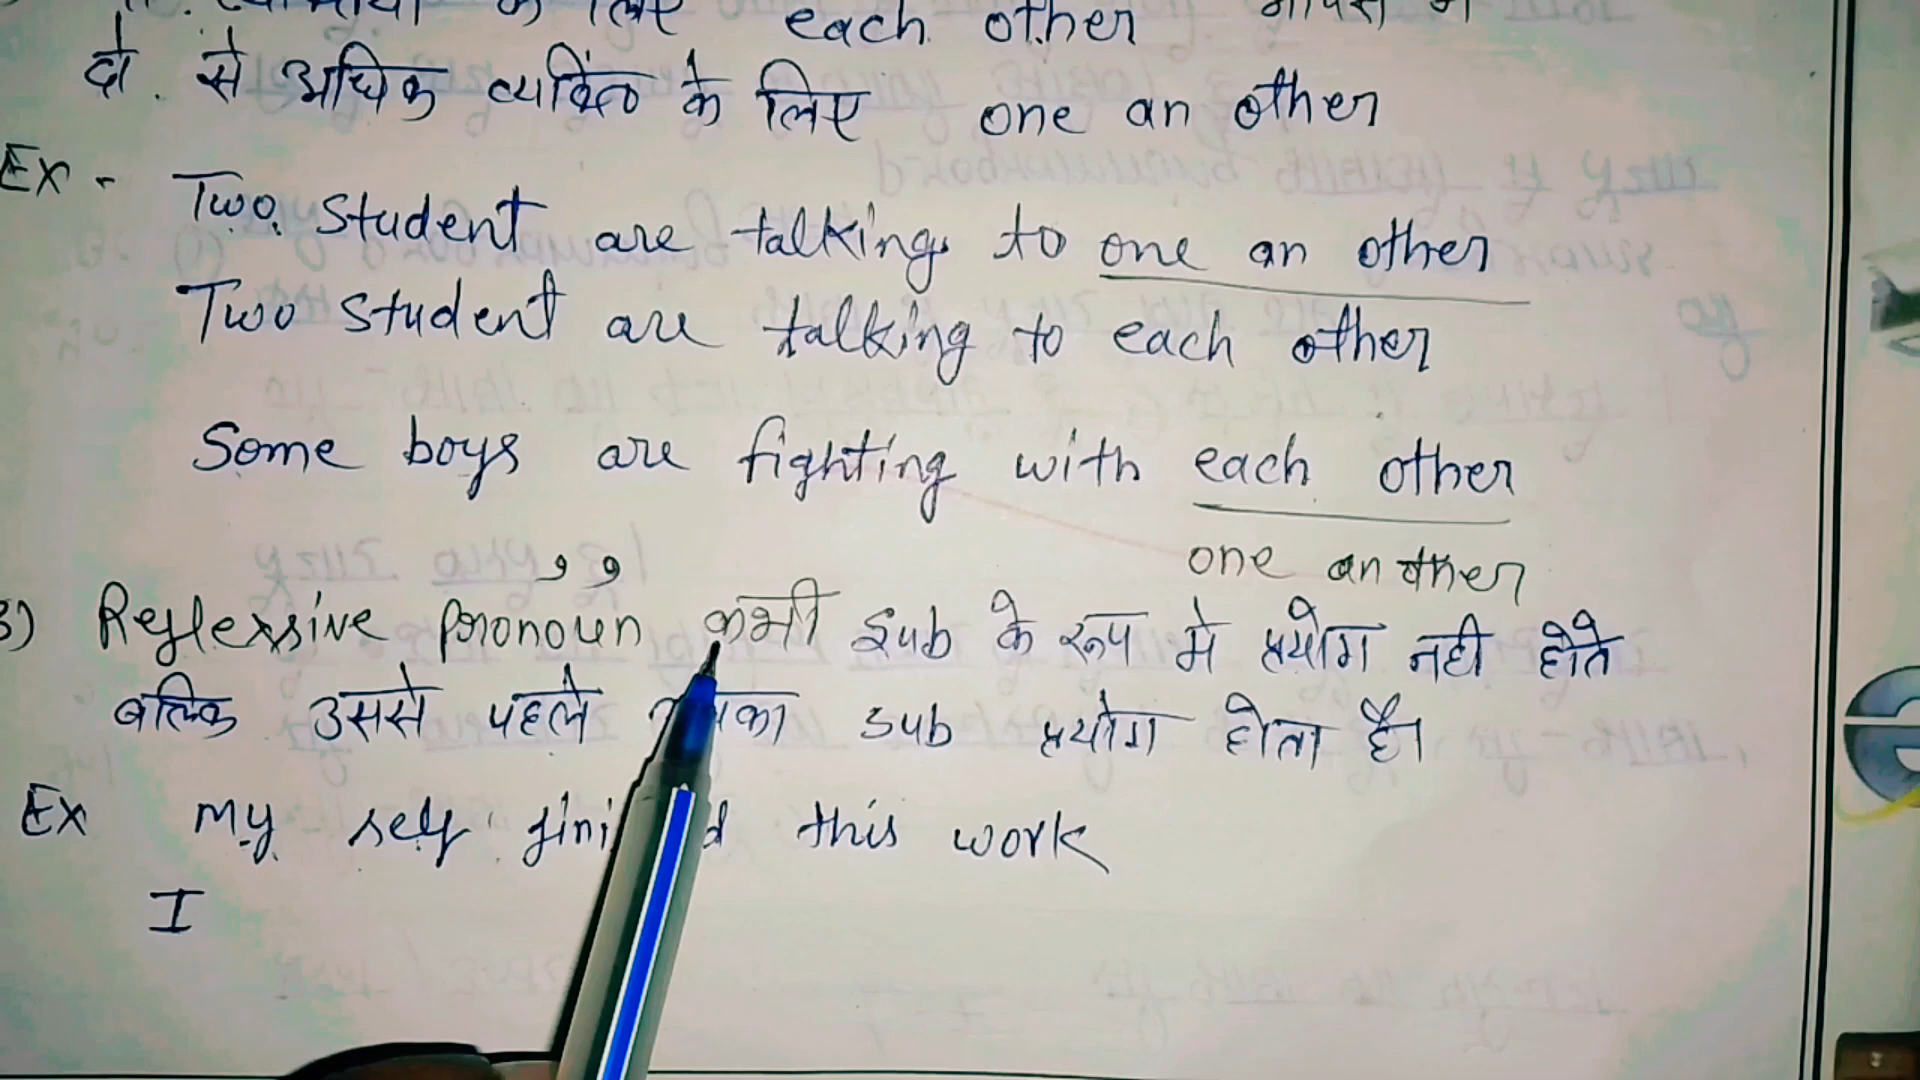 के लिए each other आपस में
दो से अधिक व्यक्ति के लिए one an other
Ex - Two Student are talking to one an other
Two Student are talking to each other
Some boys are fighting with each other
one an other
3) Reflexsive pronoun कभी Sub के रूप मे प्रयोग नही होते
बल्कि उससे पहले sub प्रयोग होता है।
Ex my self this work
I